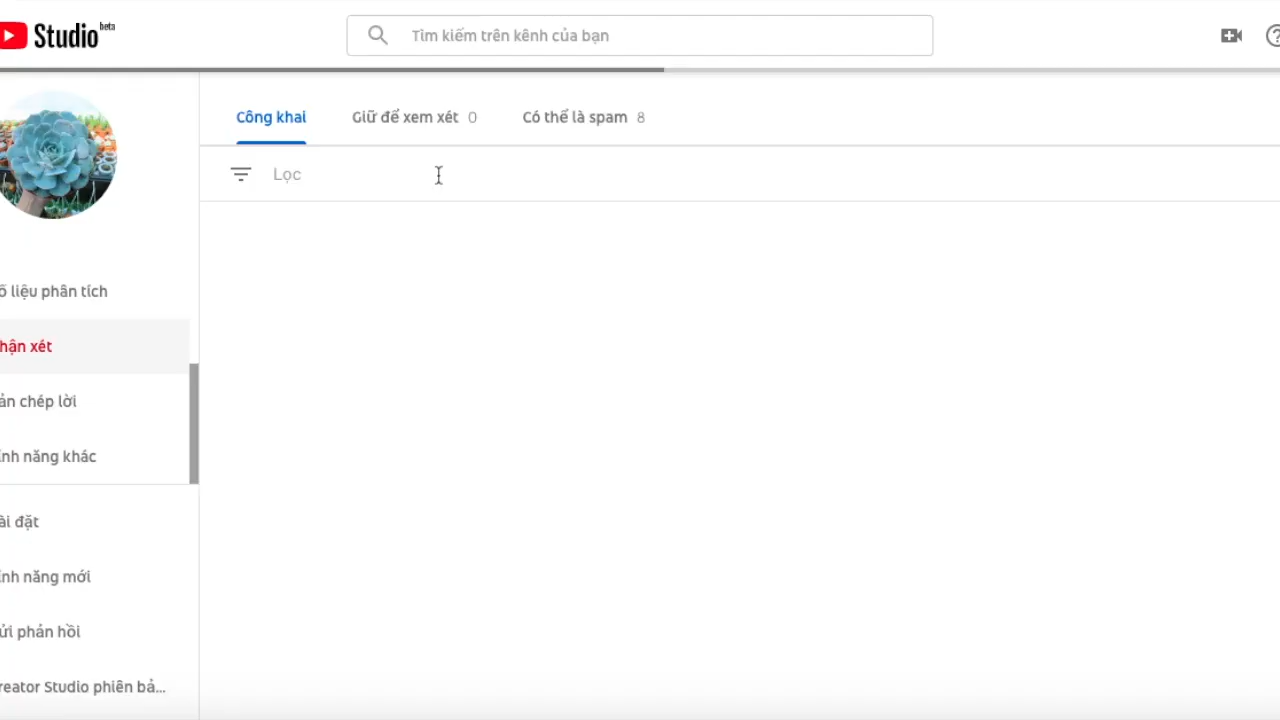 Studio beta
Tìm kiếm trên kênh của bạn
Công khai
Giữ để xem xét 0
Có thể là spam 8
Lọc
ố liệu phân tích
hận xét
ản chép lời
ính năng khác
ài đặt
ính năng mới
ửi phản hồi
reator Studio phiên bả...